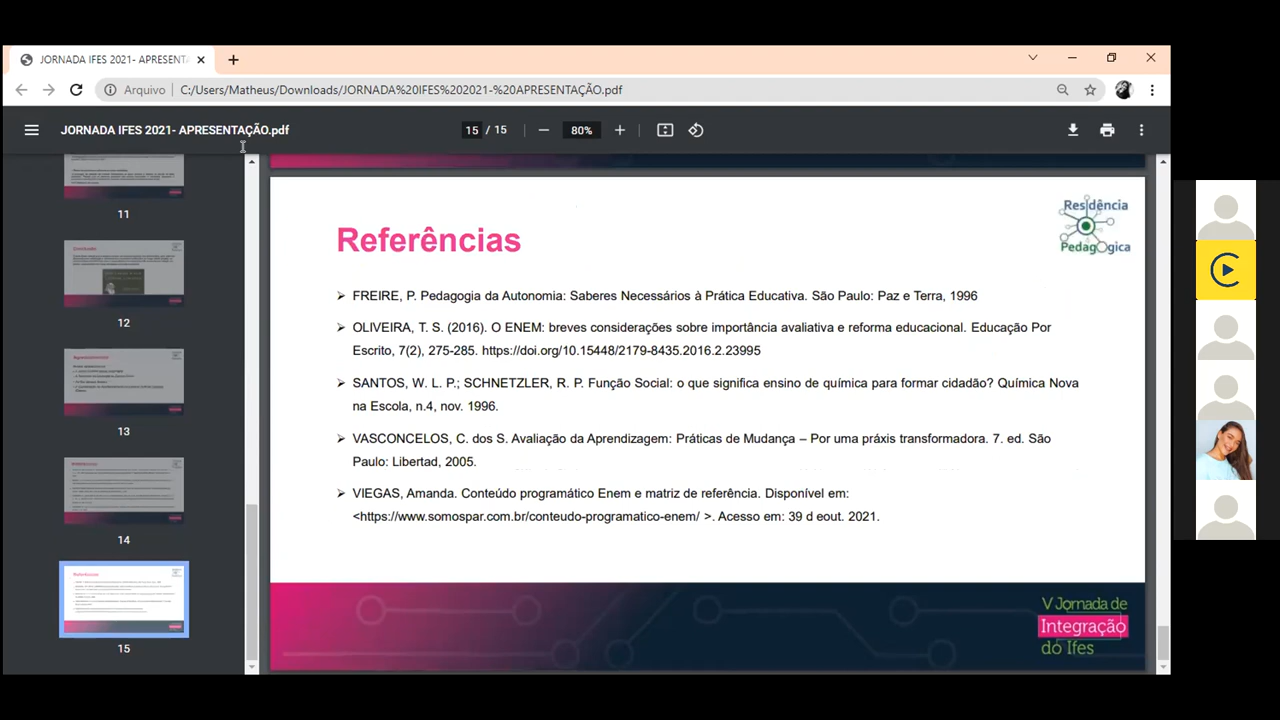 JORNADA IFES 2021- APRESENTA
Arquivo
C:/Users/Matheus/Downloads/JORNADA%20IFES%202021-%20APRESENTAÇÃO.pdf
JORNADA IFES 2021- APRESENTAÇÃO.pdf
15 / 15
80%
11
12
13
14
15
Residência
Pedagógica
Referências
➤ FREIRE, P. Pedagogia da Autonomia: Saberes Necessários à Prática Educativa. São Paulo: Paz e Terra, 1996
➤ OLIVEIRA, T. S. (2016). O ENEM: breves considerações sobre importância avaliativa e reforma educacional. Educação Por
Escrito, 7(2), 275-285. https://doi.org/10.15448/2179-8435.2016.2.23995
➤ SANTOS, W. L. P.; SCHNETZLER, R. P. Função Social: o que significa ensino de química para formar cidadão? Química Nova
na Escola, n.4, nov. 1996.
➤ VASCONCELOS, C. dos S. Avaliação da Aprendizagem: Práticas de Mudança – Por uma práxis transformadora. 7. ed. São
Paulo: Libertad, 2005.
➤ VIEGAS, Amanda. Conteúdo programático Enem e matriz de referência. Disponível em:
<https://www.somospar.com.br/conteudo-programatico-enem/ >. Acesso em: 39 d eout. 2021.
V Jornada de
Integração
do Ifes